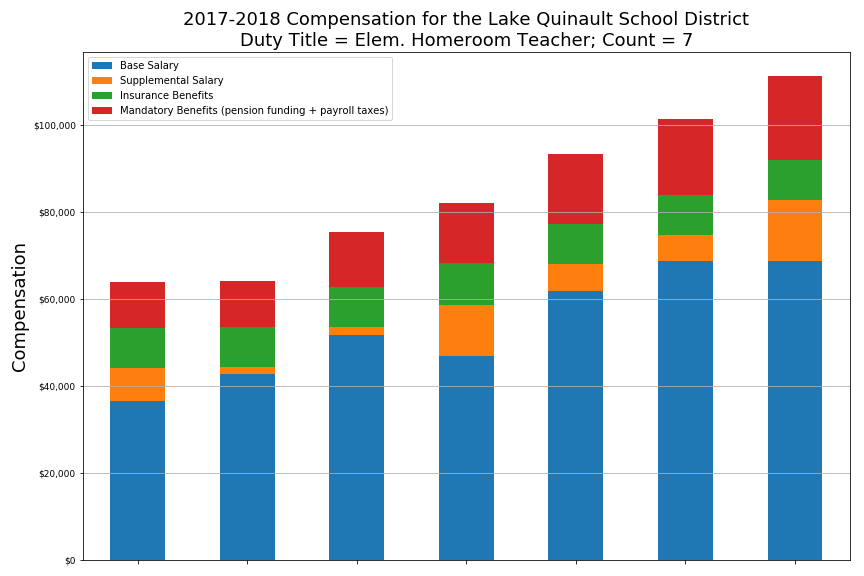 2017-2018 Compensation for the Lake Quinault School District
Duty Title = Elem. Homeroom Teacher; Count = 7
Base Salary
Supplemental Salary
Insurance Benefits
Mandatory Benefits (pension funding + payroll taxes)
$100,000
$80,000
$60,000
$40,000
$20,000
$0
Compensation